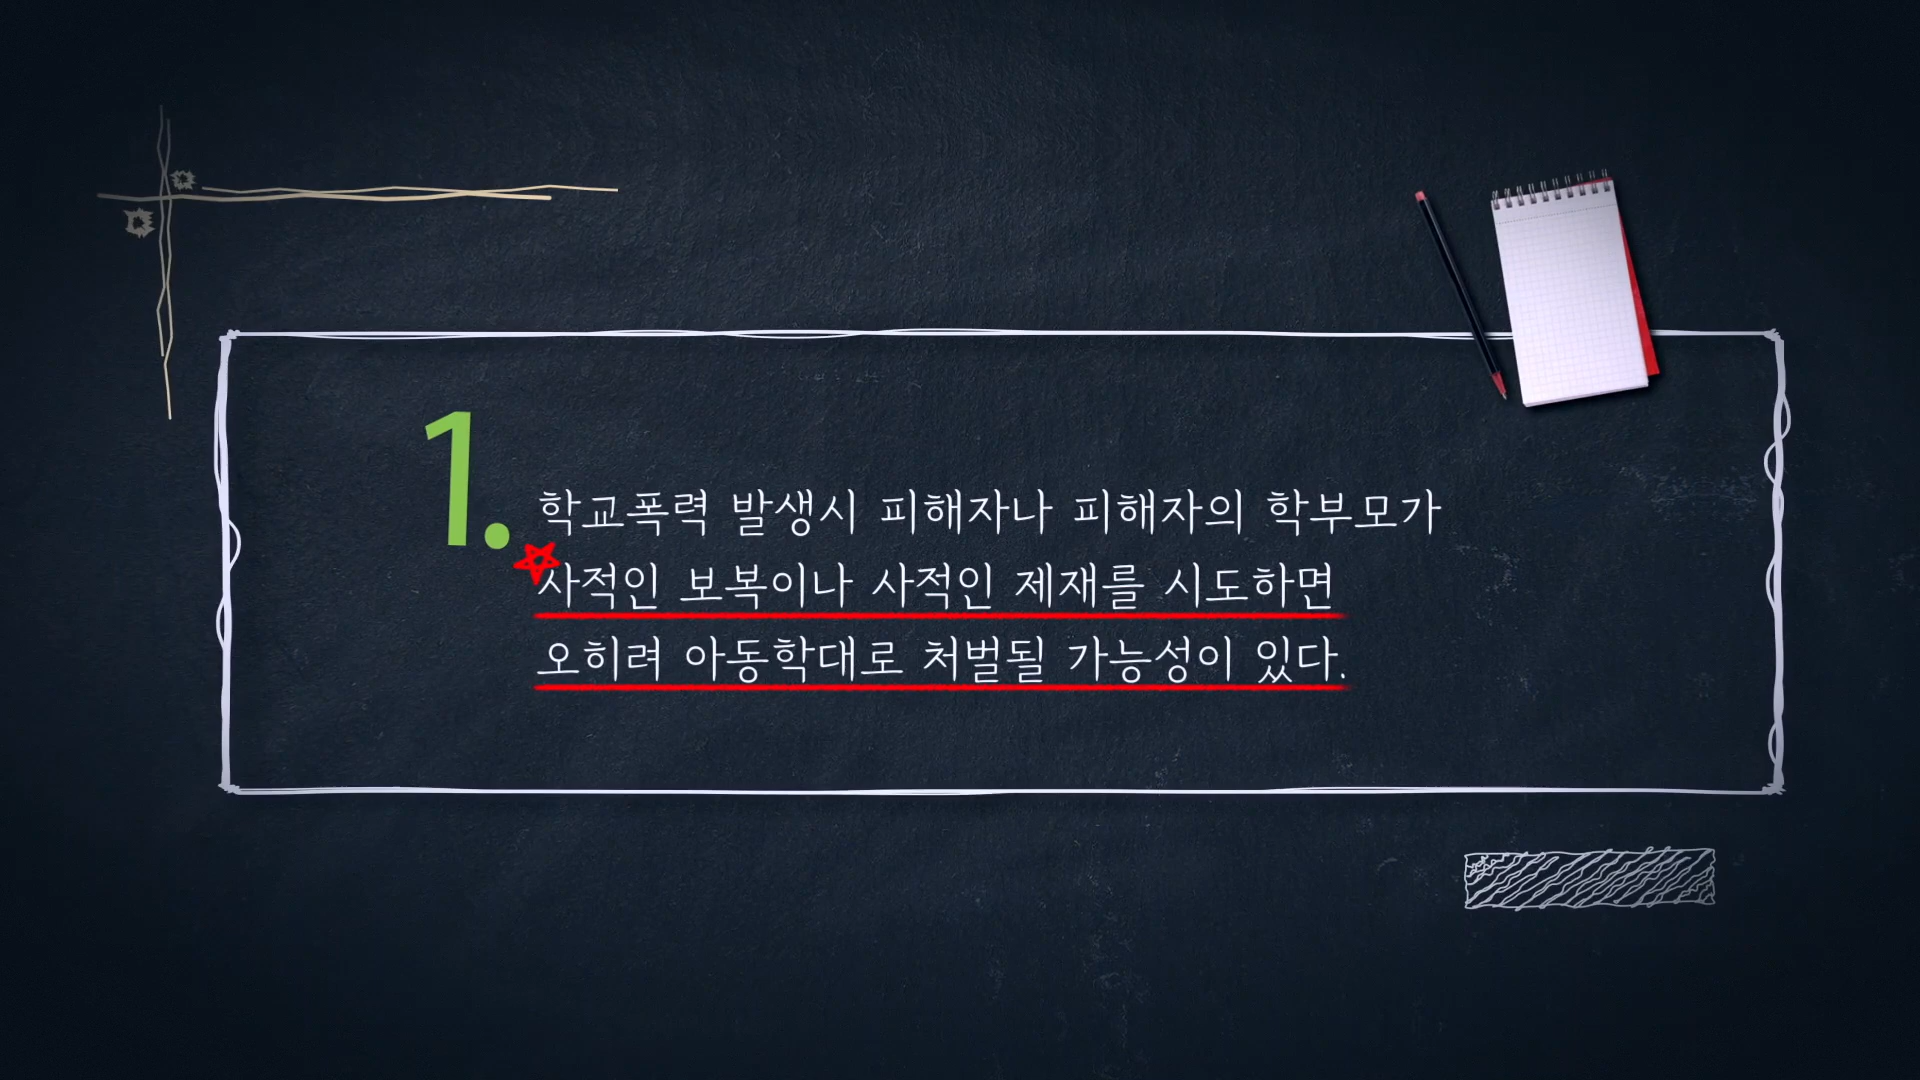 1.
학교폭력 발생시 피해자나 피해자의 학부모가
사적인 보복이나 사적인 제재를 시도하면
오히려 아동학대로 처벌될 가능성이 있다.